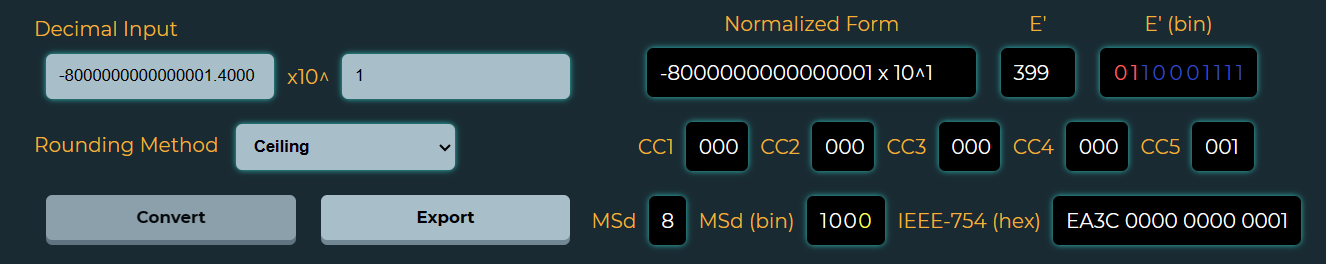 Decimal Input
-8000000000000001.4000 x10^ 1
Rounding Method Ceiling
Convert Export
Normalized Form E' E' (bin)
-8000000000000001 x 10^1 399 0110001111
CC1 000 CC2 000 CC3 000 CC4 000 CC5 001
MSd 8 MSd (bin) 1000 IEEE-754 (hex) EA3C 0000 0000 0001